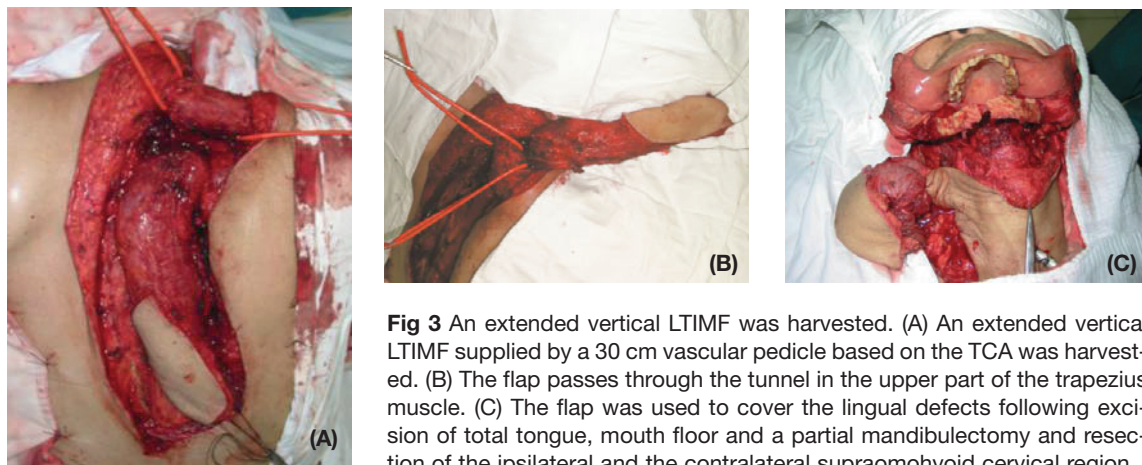 (A)
(B)
(C)
Fig 3 An extended vertical LTIMF was harvested. (A) An extended vertical
LTIMF supplied by a 30 cm vascular pedicle based on the TCA was harvest-
ed. (B) The flap passes through the tunnel in the upper part of the trapezius
muscle. (C) The flap was used to cover the lingual defects following exci-
sion of total tongue, mouth floor and a partial mandibulectomy and resec-
tion of the ipsilateral and the contralateral supraomohyoid cervical region.